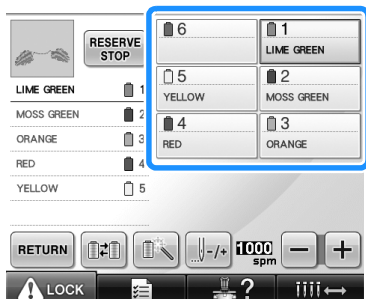 RESERVE
STOP
LIME GREEN 1
MOSS GREEN 2
ORANGE 3
RED 4
YELLOW 5
6
1
LIME GREEN
5
YELLOW
2
MOSS GREEN
4
RED
3
ORANGE
RETURN
-/+
1000
spm
− +
LOCK
?